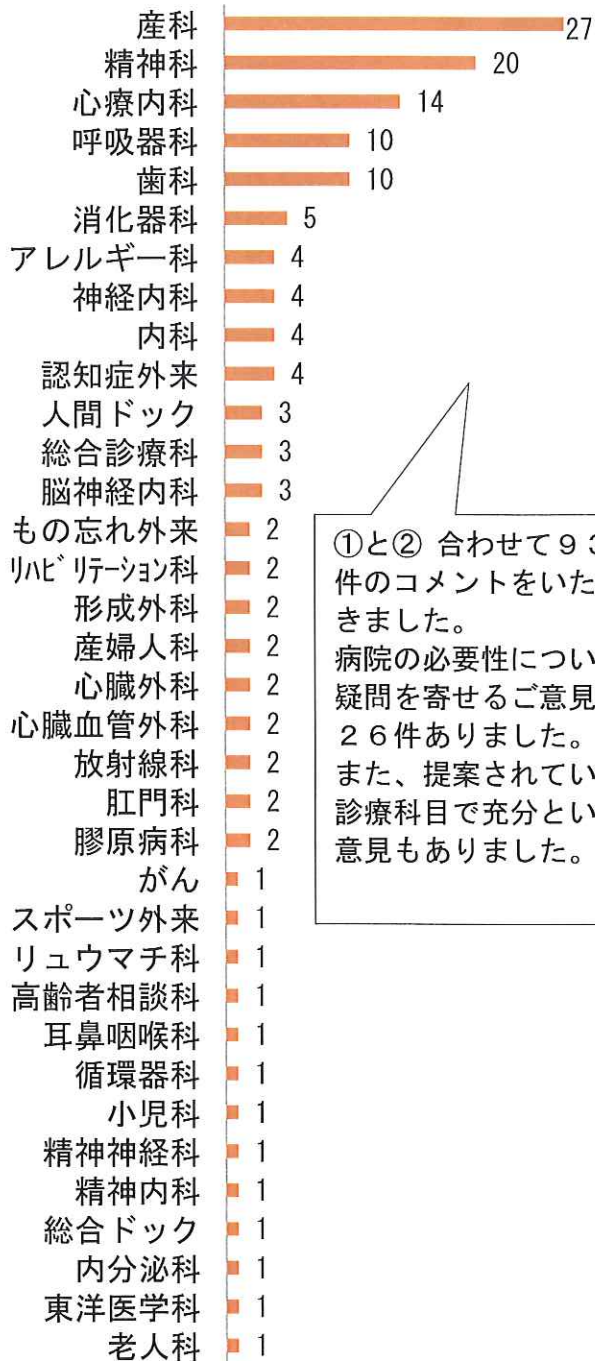 産科 27
精神科 20
心療内科 14
呼吸器科 10
歯科 10
消化器科 5
アレルギー科 4
神経内科 4
内科 4
認知症外来 4
人間ドック 3
総合診療科 3
脳神経内科 3
もの忘れ外来 2
ﾘﾊﾋﾞﾘﾃｰｼｮﾝ科 2
形成外科 2
産婦人科 2
心臓外科 2
心臓血管外科 2
放射線科 2
肛門科 2
膠原病科 2
がん 1
スポーツ外来 1
リュウマチ科 1
高齢者相談科 1
耳鼻咽喉科 1
循環器科 1
小児科 1
精神神経科 1
精神内科 1
総合ドック 1
内分泌科 1
東洋医学科 1
老人科 1
①と② 合わせて９３
件のコメントをいた
きました。
病院の必要性につい
疑問を寄せるご意見
２６件ありました。
また、提案されてい
診療科目で充分とい
意見もありました。